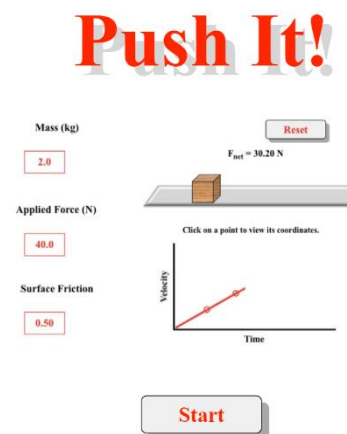 Push It!
Mass (kg)
2.0
Reset
Fnet = 30.20 N
Applied Force (N)
40.0
Click on a point to view its coordinates.
Surface Friction
0.50
Velocity
Time
Start